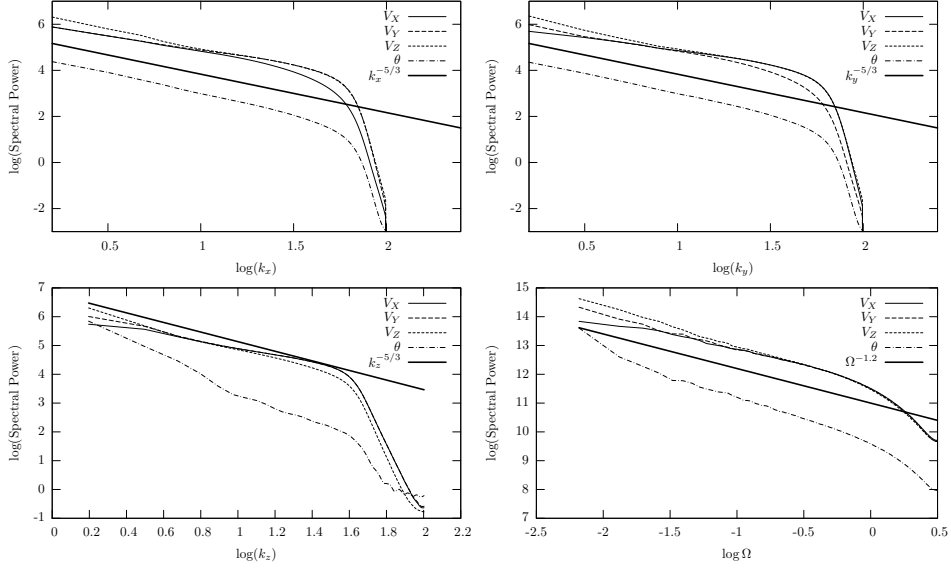 6
4
2
0
-2
0.5
1
1.5
2
log(Spectral Power)
log(k_x)
V_X
V_Y
V_Z
θ
k_x^{-5/3}
6
4
2
0
-2
0.5
1
1.5
2
log(Spectral Power)
log(k_y)
V_X
V_Y
V_Z
θ
k_y^{-5/3}
7
6
5
4
3
2
1
0
-1
0
0.2
0.4
0.6
0.8
1
1.2
1.4
1.6
1.8
2
2.2
log(Spectral Power)
log(k_z)
V_X
V_Y
V_Z
θ
k_z^{-5/3}
15
14
13
12
11
10
9
8
7
-2.5
-2
-1.5
-1
-0.5
0
0.5
log(Spectral Power)
log Ω
V_X
V_Y
V_Z
θ
Ω^{-1.2}